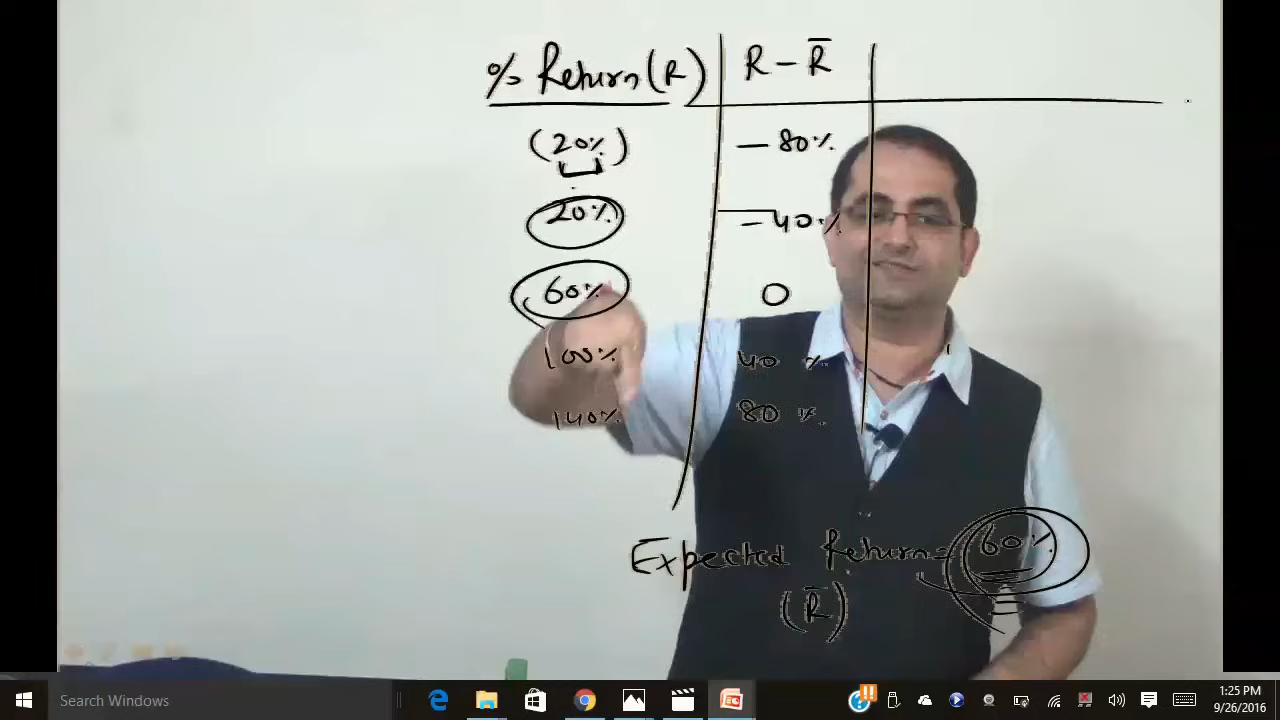 % Return (R) R - R̄
(20%) - 80%
20% - 40%
60% 0
100% 40 %
140% 80 %
Expected Return = 60%
(R̄)
Search Windows
1:25 PM
9/26/2016